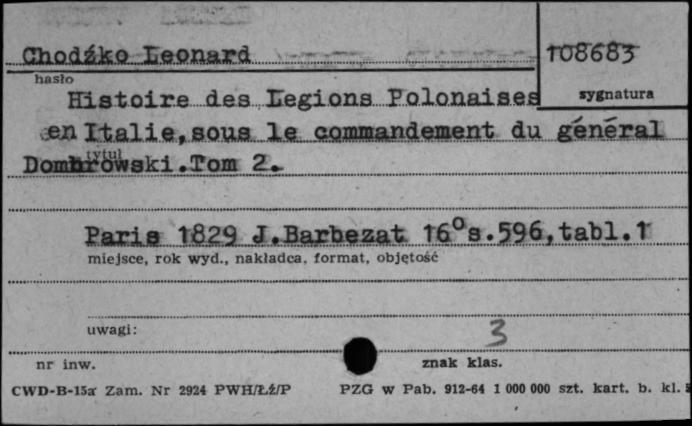 Chodźko Leonard
108683
hasło
sygnatura
Histoire des Legions Polonaises
en Italie, sous le commandement du général
tytuł
Dombrowski. Tom 2.
Paris 1829 J. Barbezat 16° s. 596, tabl. 1
miejsce, rok wyd., nakładca, format, objętość
uwagi:
3
nr inw.
znak klas.
CWD-B-15a Zam. Nr 2924 PWH/Łź/P PZG w Pab. 912-64 1 000 000 szt. kart. b. kl.